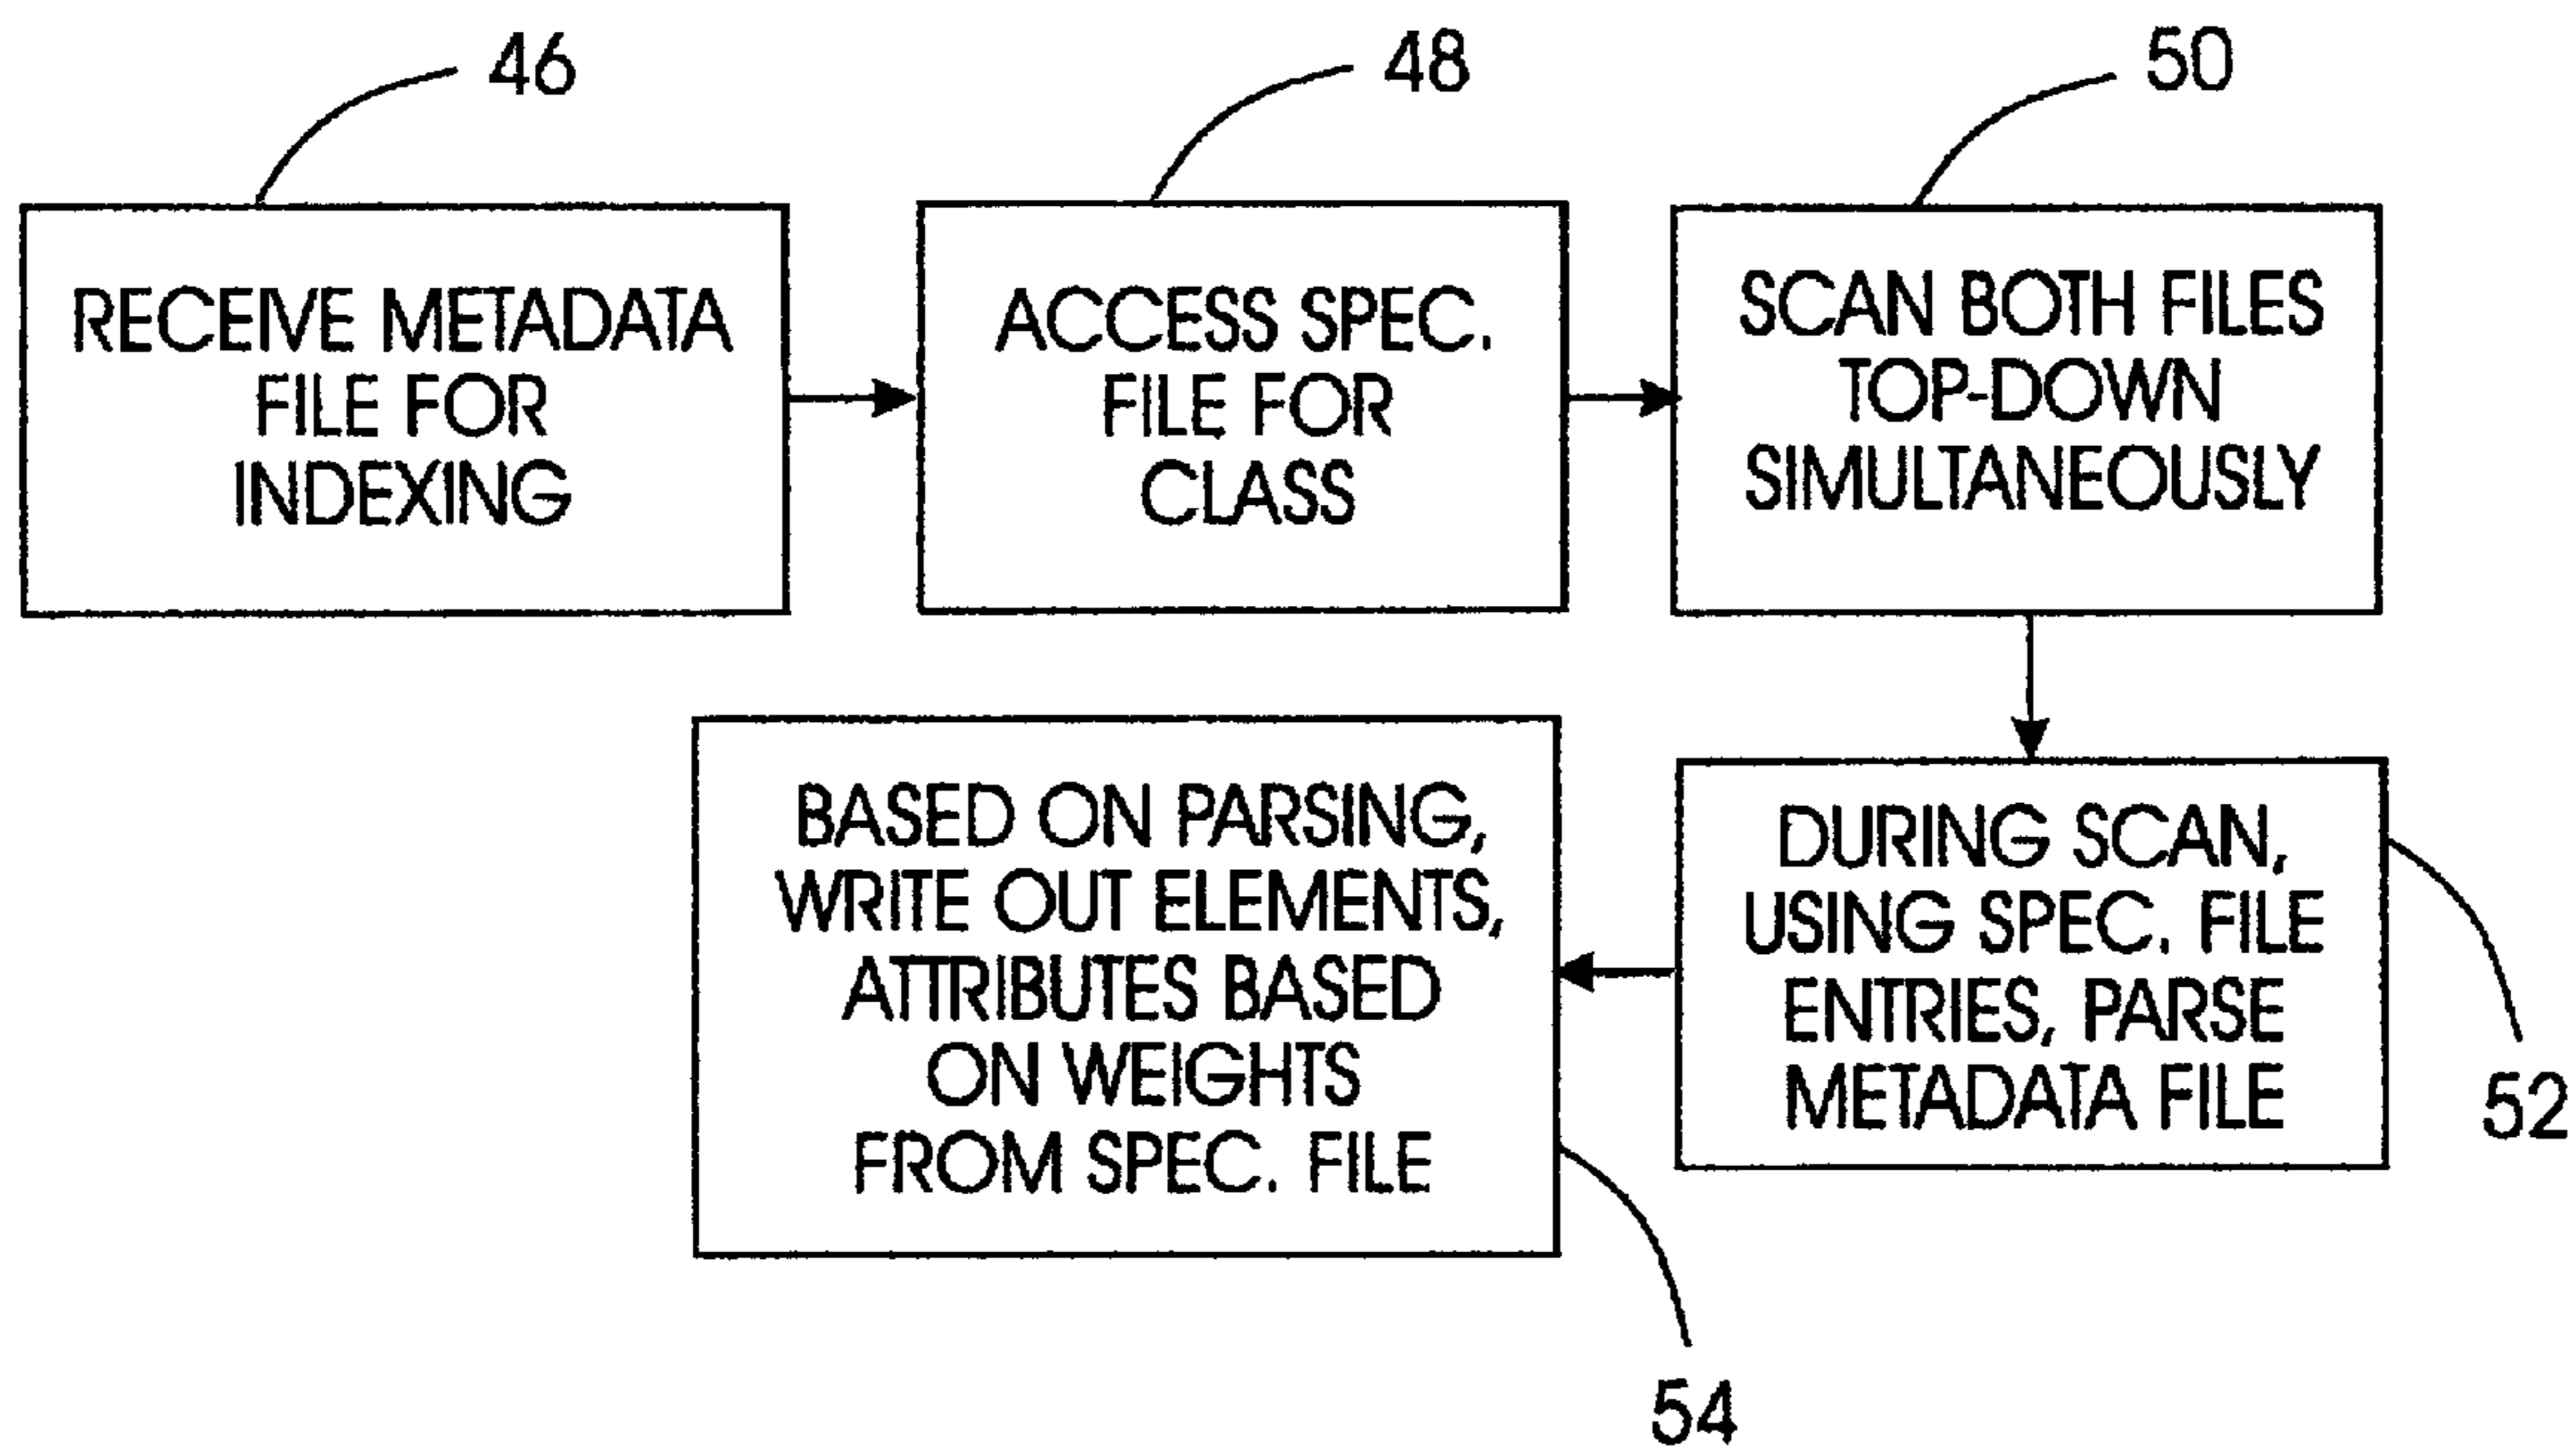 46
48
50
RECEIVE METADATA
FILE FOR
INDEXING
ACCESS SPEC.
FILE FOR
CLASS
SCAN BOTH FILES
TOP-DOWN
SIMULTANEOUSLY
DURING SCAN,
USING SPEC. FILE
ENTRIES, PARSE
METADATA FILE
52
BASED ON PARSING,
WRITE OUT ELEMENTS,
ATTRIBUTES BASED
ON WEIGHTS
FROM SPEC. FILE
54